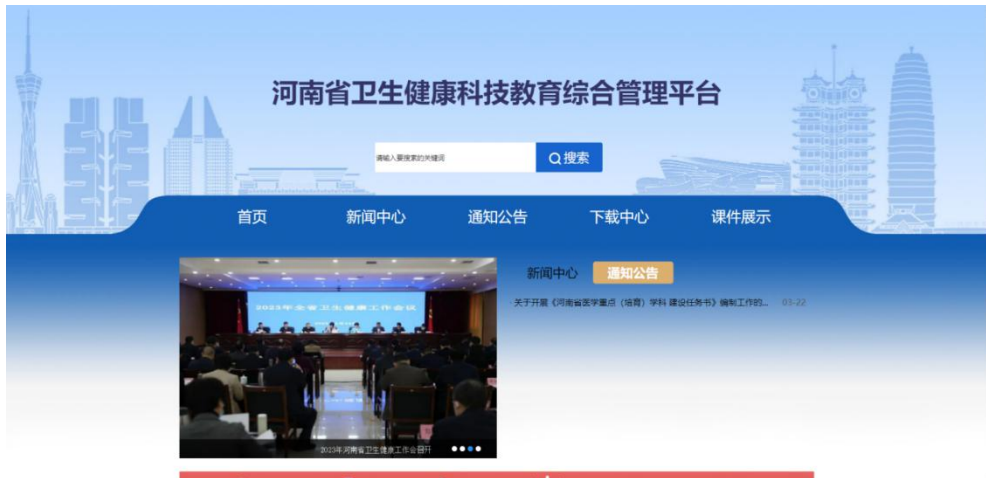 河南省卫生健康科技教育综合管理平台
请输入要搜索的关键词
搜索
首页 新闻中心 通知公告 下载中心 课件展示
新闻中心 通知公告
关于开展《河南省医学重点（培育）学科 建设任务书》编制工作的... 03-22
2023年全省卫生健康工作会议
2023年河南省卫生健康工作会召开